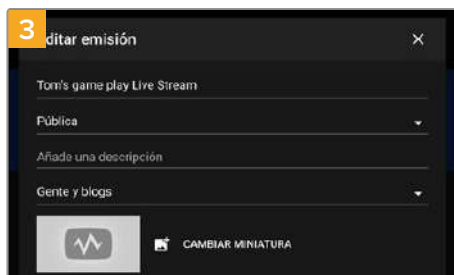 3
ditar emisión
Tom's game play Live Stream
Pública
Añade una descripción
Gente y blogs
CAMBIAR MINIATURA